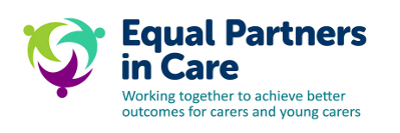 Equal Partners
in Care
Working together to achieve better
outcomes for carers and young carers